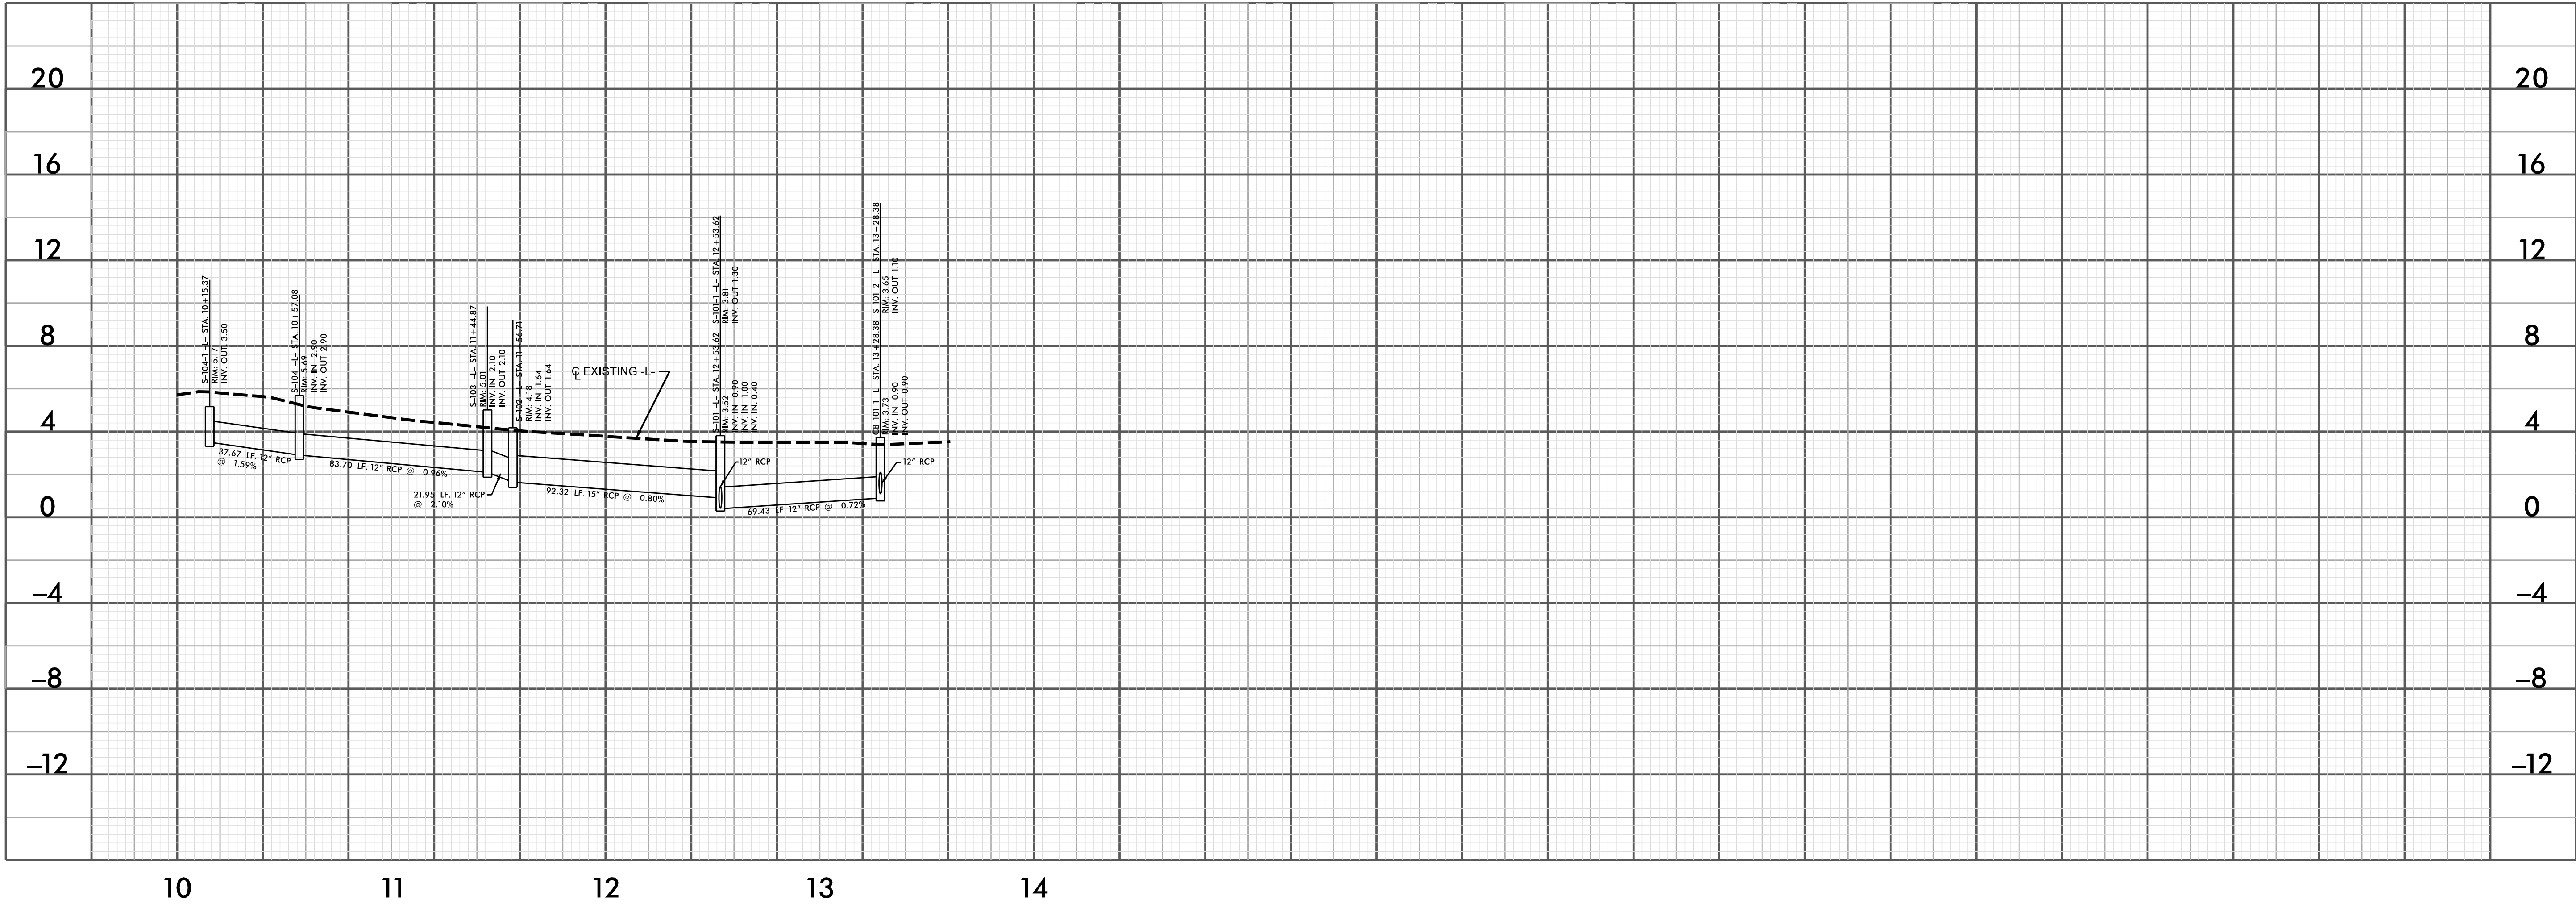 20
20
16
16
12
12
8
8
4
4
0
0
–4
–4
–8
–8
–12
–12
S–104–1 –L– STA. 10+15.37
RIM: 5.17
INV. OUT. 3.50
S–104 –L– STA. 10+57.08
RIM: 5.69
INV. IN 2.90
INV. OUT 2.90
S–103 –L– STA. 11+44.87
RIM: 5.01
INV. IN 2.10
INV. OUT 2.10
S–102 –L– STA. 11+56.71
RIM: 4.18
INV. IN 1.64
INV. OUT 1.64
S–101 –L– STA. 12+53.62
RIM: 3.52
INV. IN 0.90
INV. IN 1.00
INV. IN. 0.40
S–101–1 –L– STA. 12+53.62
RIM: 3.81
INV. OUT 1.30
CB–101–1 –L– STA. 13+28.38
RIM: 3.73
INV. IN 0.90
INV. OUT 0.90
S–101–2 –L– STA. 13+28.38
RIM: 3.65
INV. OUT 1.10
℄ EXISTING -L-
37.67 LF. 12" RCP
@ 1.59%
83.70 LF. 12" RCP @ 0.96%
21.95 LF. 12" RCP
@ 2.10%
92.32 LF. 15" RCP @ 0.80%
12" RCP
69.43 LF. 12" RCP @ 0.72%
12" RCP
10
11
12
13
14